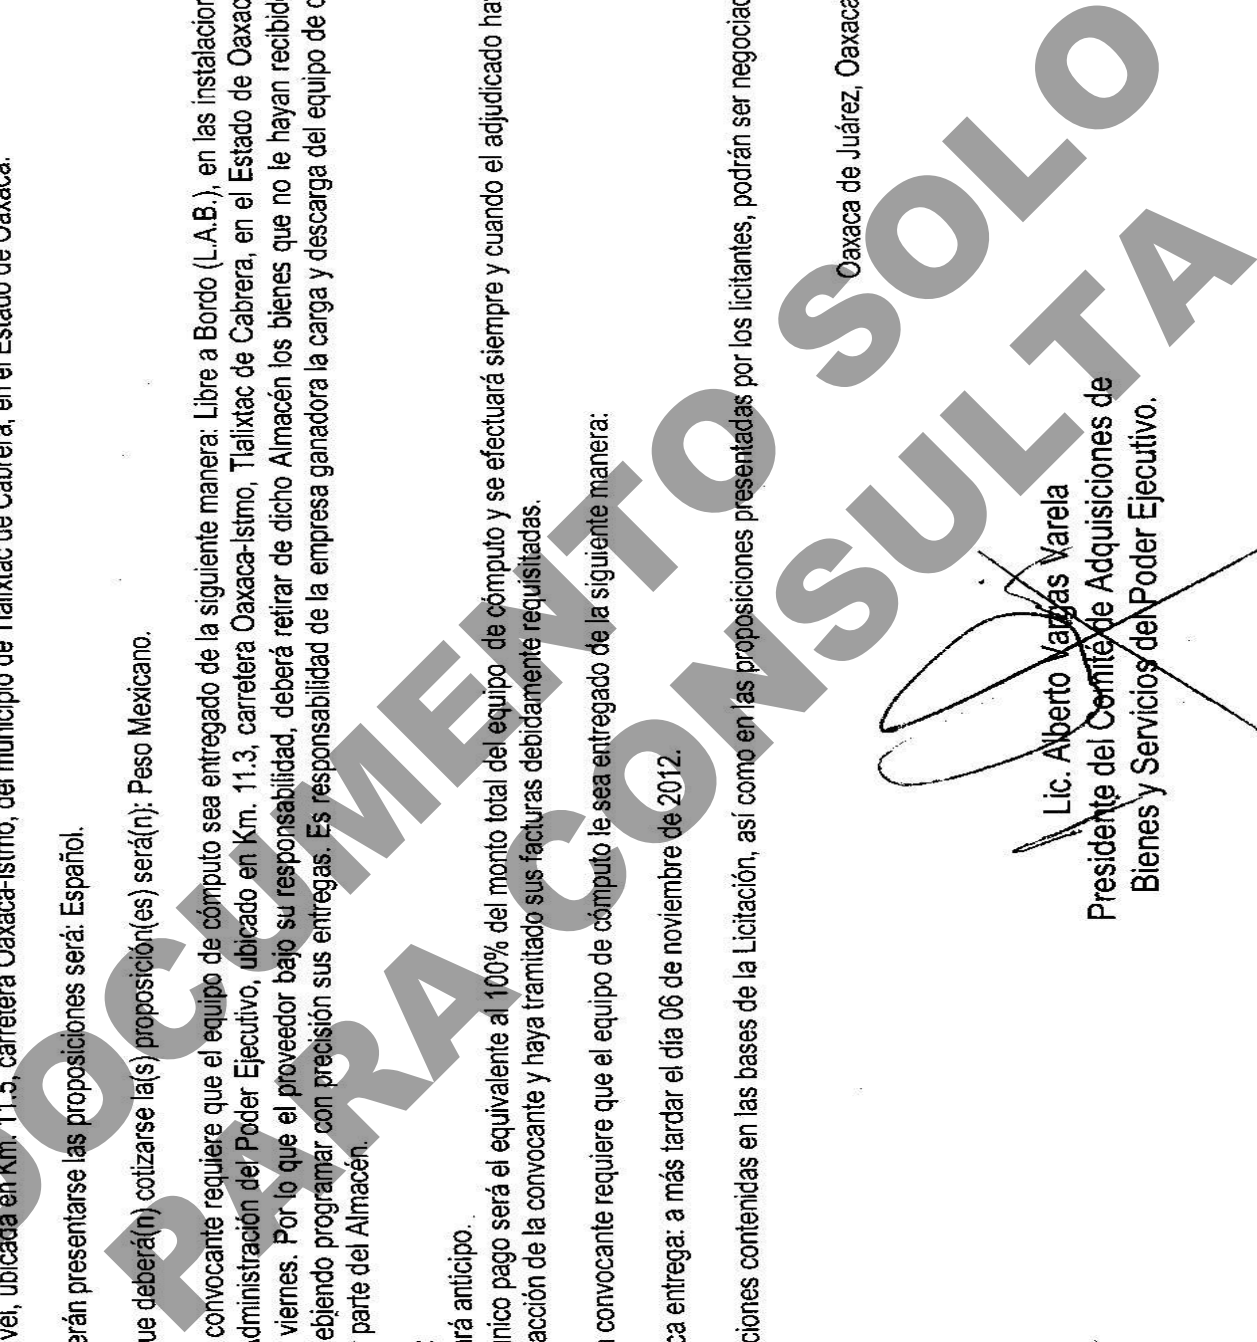 vel, ubicada en Km. 11.5, carretera Oaxaca-Istmo, del municipio de Tlalixtac de Cabrera, en el Estado de Oaxaca.
erán presentarse las proposiciones será: Español.
ue deberá(n) cotizarse la(s) proposición(es) será(n): Peso Mexicano.
convocante requiere que el equipo de cómputo sea entregado de la siguiente manera: Libre a Bordo (L.A.B.), en las instalacion
dministración del Poder Ejecutivo, ubicado en Km. 11.3, carretera Oaxaca-Istmo, Tlalixtac de Cabrera, en el Estado de Oaxac
viernes. Por lo que el proveedor bajo su responsabilidad, deberá retirar de dicho Almacén los bienes que no le hayan recibido
ebiendo programar con precisión sus entregas. Es responsabilidad de la empresa ganadora la carga y descarga del equipo de c
parte del Almacén.
rá anticipo.
nico pago será el equivalente al 100% del monto total del equipo de cómputo y se efectuará siempre y cuando el adjudicado ha
acción de la convocante y haya tramitado sus facturas debidamente requisitadas.
a convocante requiere que el equipo de cómputo le sea entregado de la siguiente manera:
ca entrega: a más tardar el día 06 de noviembre de 2012.
ciones contenidas en las bases de la Licitación, así como en las proposiciones presentadas por los licitantes, podrán ser negociad
Oaxaca de Juárez, Oaxaca
Lic. Alberto Vargas Varela
Presidente del Comité de Adquisiciones de
Bienes y Servicios del Poder Ejecutivo.
DOCUMENTO SOLO
PARA CONSULTA